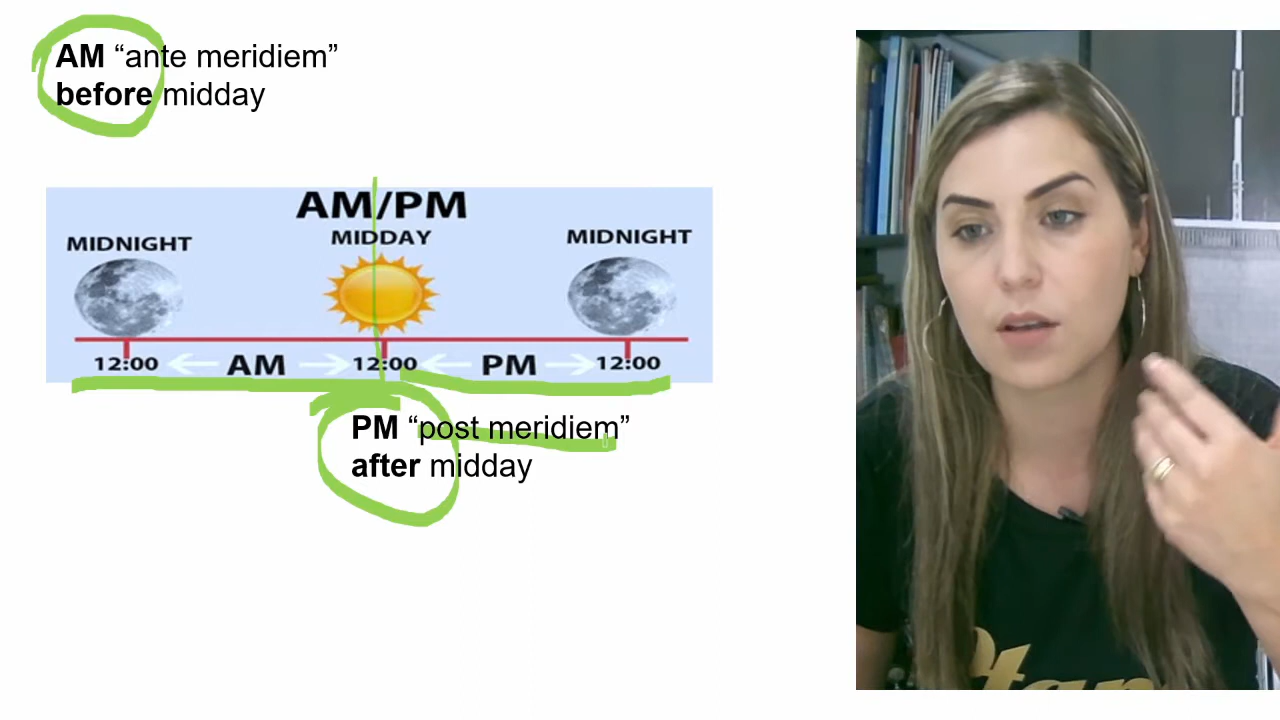 AM “ante meridiem”
before midday
AM/PM
MIDNIGHT
MIDDAY
MIDNIGHT
12:00
AM
12:00
PM
12:00
PM “post meridiem”
after midday